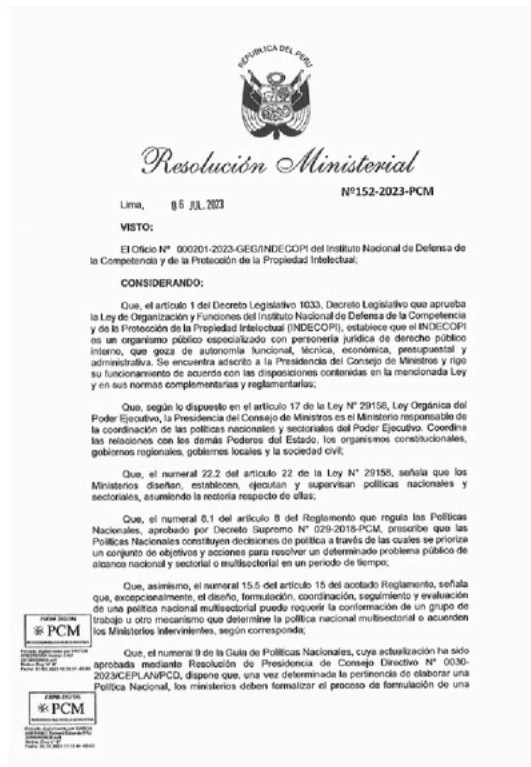 REPUBLICA DEL PERU
Resolución Ministerial
Nº152-2023-PCM
Lima, 06 JUL. 2023
VISTO:
El Oficio N° 000201-2023-GEG/INDECOPI del Instituto Nacional de Defensa de
la Competencia y de la Protección de la Propiedad Intelectual;
CONSIDERANDO:
Que, el artículo 1 del Decreto Legislativo 1033, Decreto Legislativo que aprueba
la Ley de Organización y Funciones del Instituto Nacional de Defensa de la Competencia
y de la Protección de la Propiedad Intelectual (INDECOPI), establece que el INDECOPI
es un organismo público especializado con personería jurídica de derecho público
interno, que goza de autonomía funcional, técnica, económica, presupuestal y
administrativa. Se encuentra adscrito a la Presidencia del Consejo de Ministros y rige
su funcionamiento de acuerdo con las disposiciones contenidas en la mencionada Ley
y en sus normas complementarias y reglamentarias;
Que, según lo dispuesto en el artículo 17 de la Ley N° 29158, Ley Orgánica del
Poder Ejecutivo, la Presidencia del Consejo de Ministros es el Ministerio responsable de
la coordinación de las políticas nacionales y sectoriales del Poder Ejecutivo. Coordina
las relaciones con los demás Poderes del Estado, los organismos constitucionales,
gobiernos regionales, gobiernos locales y la sociedad civil;
Que, el numeral 22.2 del artículo 22 de la Ley N° 29158, señala que los
Ministerios diseñan, establecen, ejecutan y supervisan políticas nacionales y
sectoriales, asumiendo la rectoría respecto de ellas;
Que, el numeral 8.1 del artículo 8 del Reglamento que regula las Políticas
Nacionales, aprobado por Decreto Supremo N° 029-2018-PCM, prescribe que las
Políticas Nacionales constituyen decisiones de política a través de las cuales se prioriza
un conjunto de objetivos y acciones para resolver un determinado problema público de
alcance nacional y sectorial o multisectorial en un periodo de tiempo;
Que, asimismo, el numeral 15.5 del artículo 15 del acotado Reglamento, señala
que, excepcionalmente, el diseño, formulación, coordinación, seguimiento y evaluación
de una política nacional multisectorial puede requerir la conformación de un grupo de
trabajo u otro mecanismo que determine la política nacional multisectorial o acuerden
los Ministerios intervinientes, según corresponda;
Que, el numeral 9 de la Guía de Políticas Nacionales, cuya actualización ha sido
aprobada mediante Resolución de Presidencia de Consejo Directivo N° 0030-
2023/CEPLAN/PCD, dispone que, una vez determinada la pertinencia de elaborar una
Política Nacional, los ministerios deben formalizar el proceso de formulación de una
FIRMA DIGITAL
PCM
FIRMA DIGITAL
PCM